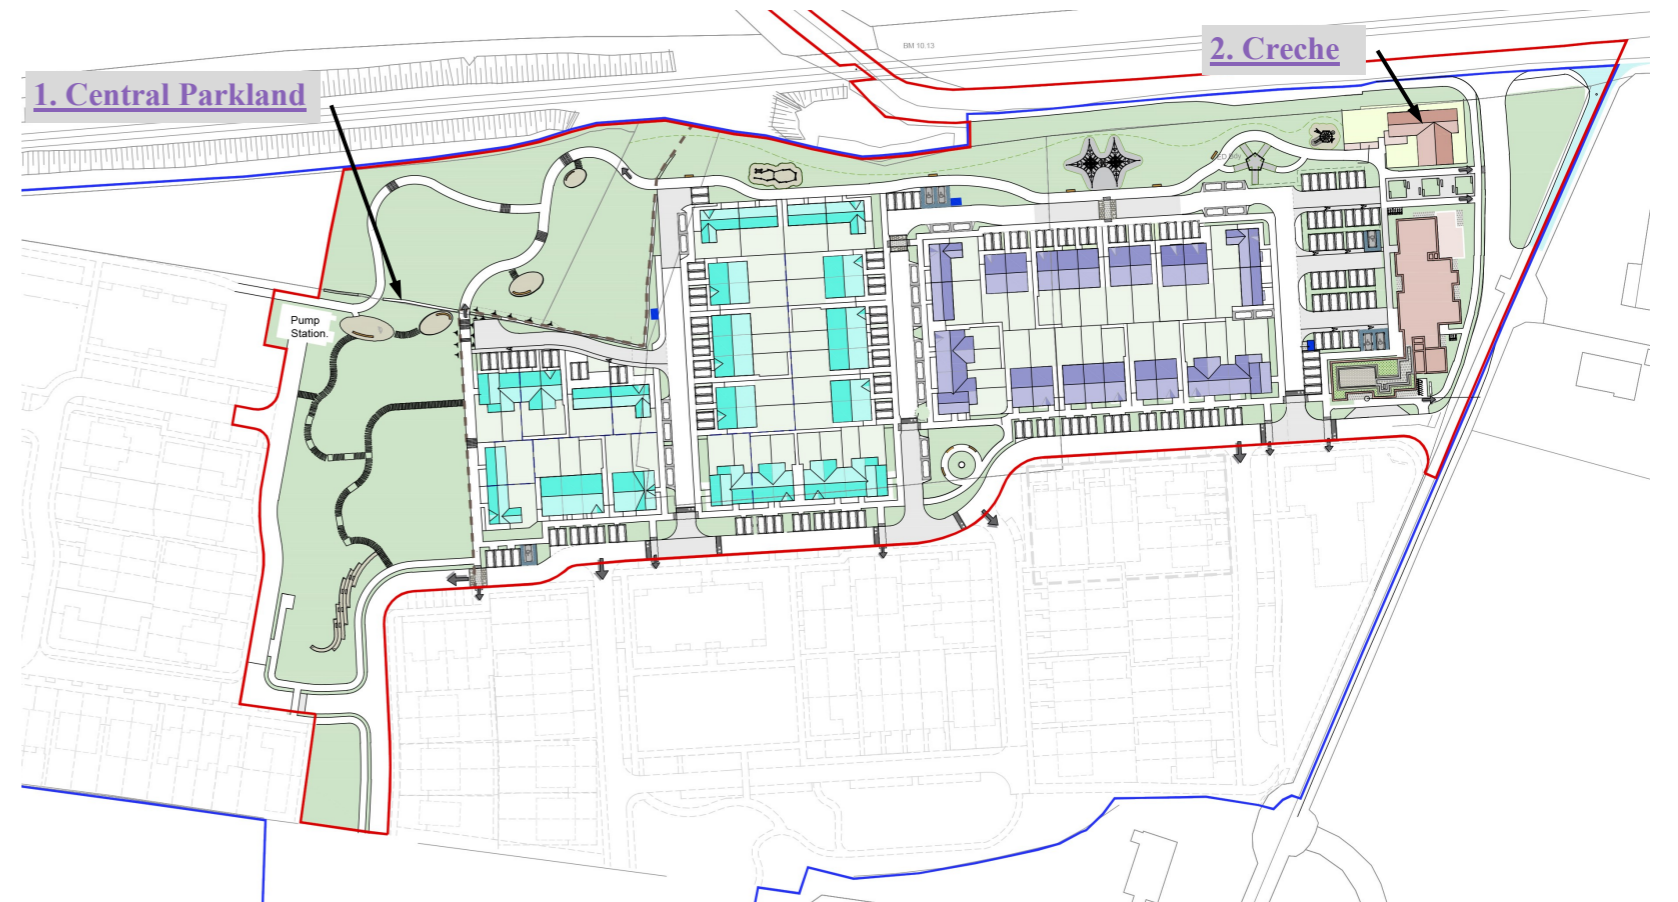 BM 10.13
2. Creche
1. Central Parkland
Pump
Station.